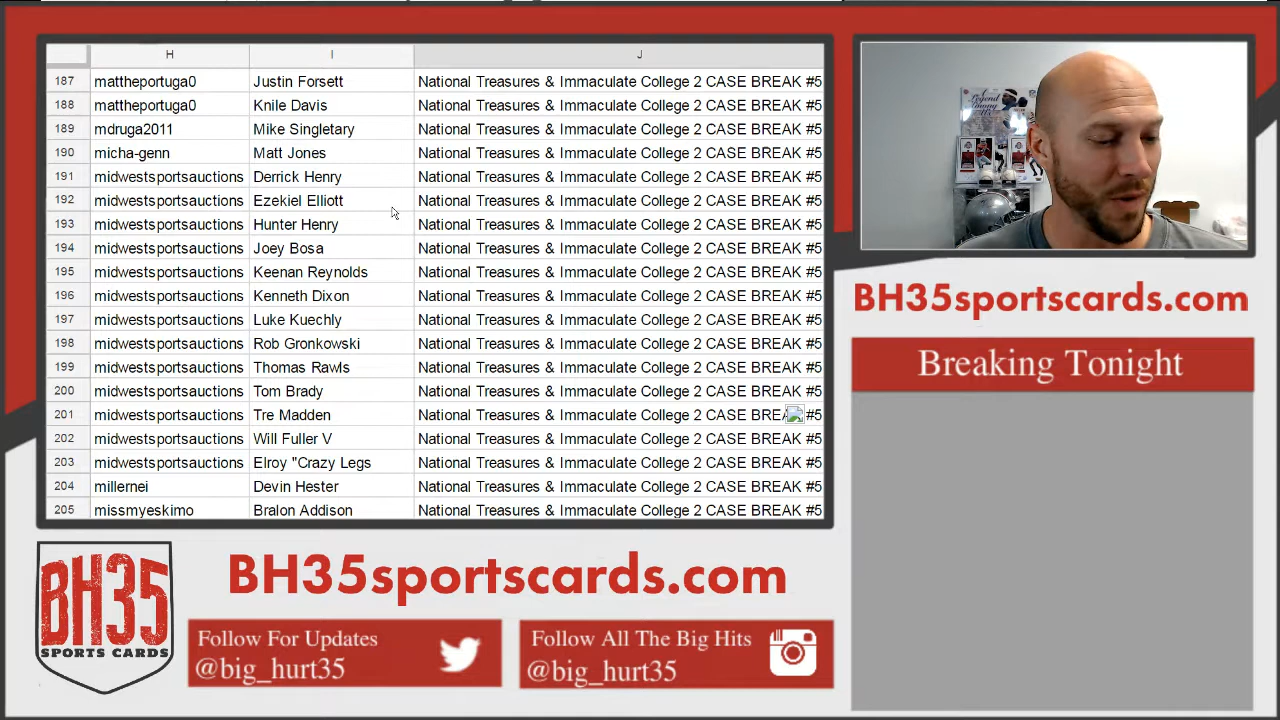 H I J
187 mattheportuga0 Justin Forsett National Treasures & Immaculate College 2 CASE BREAK #5
188 mattheportuga0 Knile Davis National Treasures & Immaculate College 2 CASE BREAK #5
189 mdruga2011 Mike Singletary National Treasures & Immaculate College 2 CASE BREAK #5
190 micha-genn Matt Jones National Treasures & Immaculate College 2 CASE BREAK #5
191 midwestsportsauctions Derrick Henry National Treasures & Immaculate College 2 CASE BREAK #5
192 midwestsportsauctions Ezekiel Elliott National Treasures & Immaculate College 2 CASE BREAK #5
193 midwestsportsauctions Hunter Henry National Treasures & Immaculate College 2 CASE BREAK #5
194 midwestsportsauctions Joey Bosa National Treasures & Immaculate College 2 CASE BREAK #5
195 midwestsportsauctions Keenan Reynolds National Treasures & Immaculate College 2 CASE BREAK #5
196 midwestsportsauctions Kenneth Dixon National Treasures & Immaculate College 2 CASE BREAK #5
197 midwestsportsauctions Luke Kuechly National Treasures & Immaculate College 2 CASE BREAK #5
198 midwestsportsauctions Rob Gronkowski National Treasures & Immaculate College 2 CASE BREAK #5
199 midwestsportsauctions Thomas Rawls National Treasures & Immaculate College 2 CASE BREAK #5
200 midwestsportsauctions Tom Brady National Treasures & Immaculate College 2 CASE BREAK #5
201 midwestsportsauctions Tre Madden National Treasures & Immaculate College 2 CASE BREA #5
202 midwestsportsauctions Will Fuller V National Treasures & Immaculate College 2 CASE BREAK #5
203 midwestsportsauctions Elroy "Crazy Legs National Treasures & Immaculate College 2 CASE BREAK #5
204 millernei Devin Hester National Treasures & Immaculate College 2 CASE BREAK #5
205 missmyeskimo Bralon Addison National Treasures & Immaculate College 2 CASE BREAK #5
BH35sportscards.com
Breaking Tonight
BH35
SPORTS CARDS
BH35sportscards.com
Follow For Updates
@big_hurt35
Follow All The Big Hits
@big_hurt35